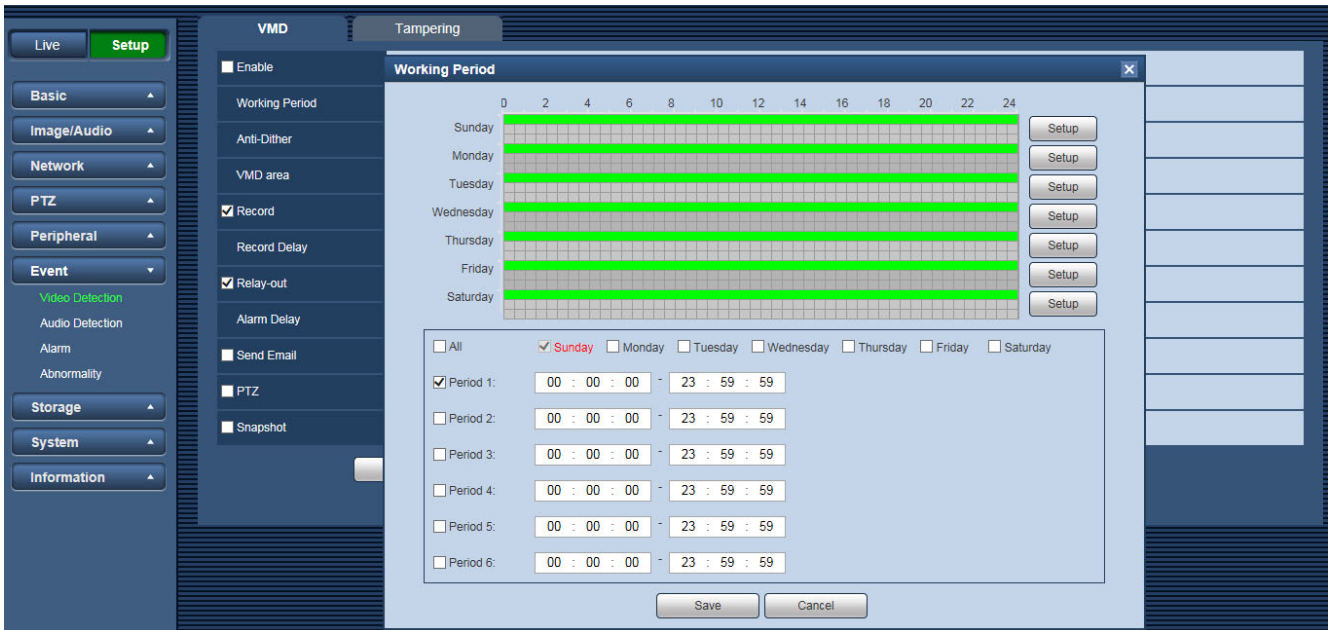 VMD Tampering
Live Setup
Basic
Image/Audio
Network
PTZ
Peripheral
Event
Video Detection
Audio Detection
Alarm
Abnormality
Storage
System
Information
Enable
Working Period
Anti-Dither
VMD area
Record
Record Delay
Relay-out
Alarm Delay
Send Email
PTZ
Snapshot
Working Period
0 2 4 6 8 10 12 14 16 18 20 22 24
Sunday Setup
Monday Setup
Tuesday Setup
Wednesday Setup
Thursday Setup
Friday Setup
Saturday Setup
All Sunday Monday Tuesday Wednesday Thursday Friday Saturday
Period 1: 00 : 00 : 00 - 23 : 59 : 59
Period 2: 00 : 00 : 00 - 23 : 59 : 59
Period 3: 00 : 00 : 00 - 23 : 59 : 59
Period 4: 00 : 00 : 00 - 23 : 59 : 59
Period 5: 00 : 00 : 00 - 23 : 59 : 59
Period 6: 00 : 00 : 00 - 23 : 59 : 59
Save Cancel